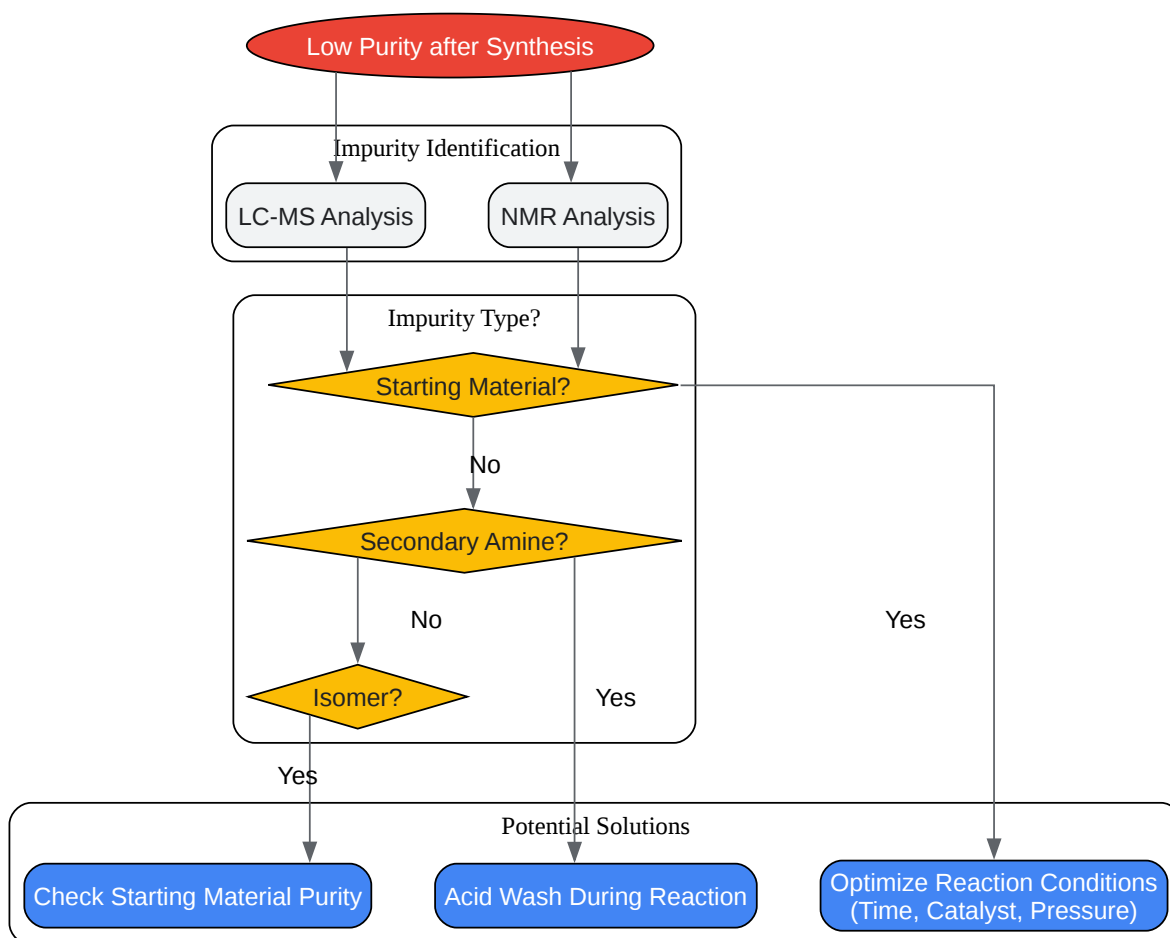 Low Purity after Synthesis
Impurity Identification
LC-MS Analysis
NMR Analysis
Impurity Type?
Starting Material?
No
Secondary Amine?
No
Yes
Isomer?
Yes
Yes
Potential Solutions
Check Starting Material Purity
Acid Wash During Reaction
Optimize Reaction Conditions
(Time, Catalyst, Pressure)